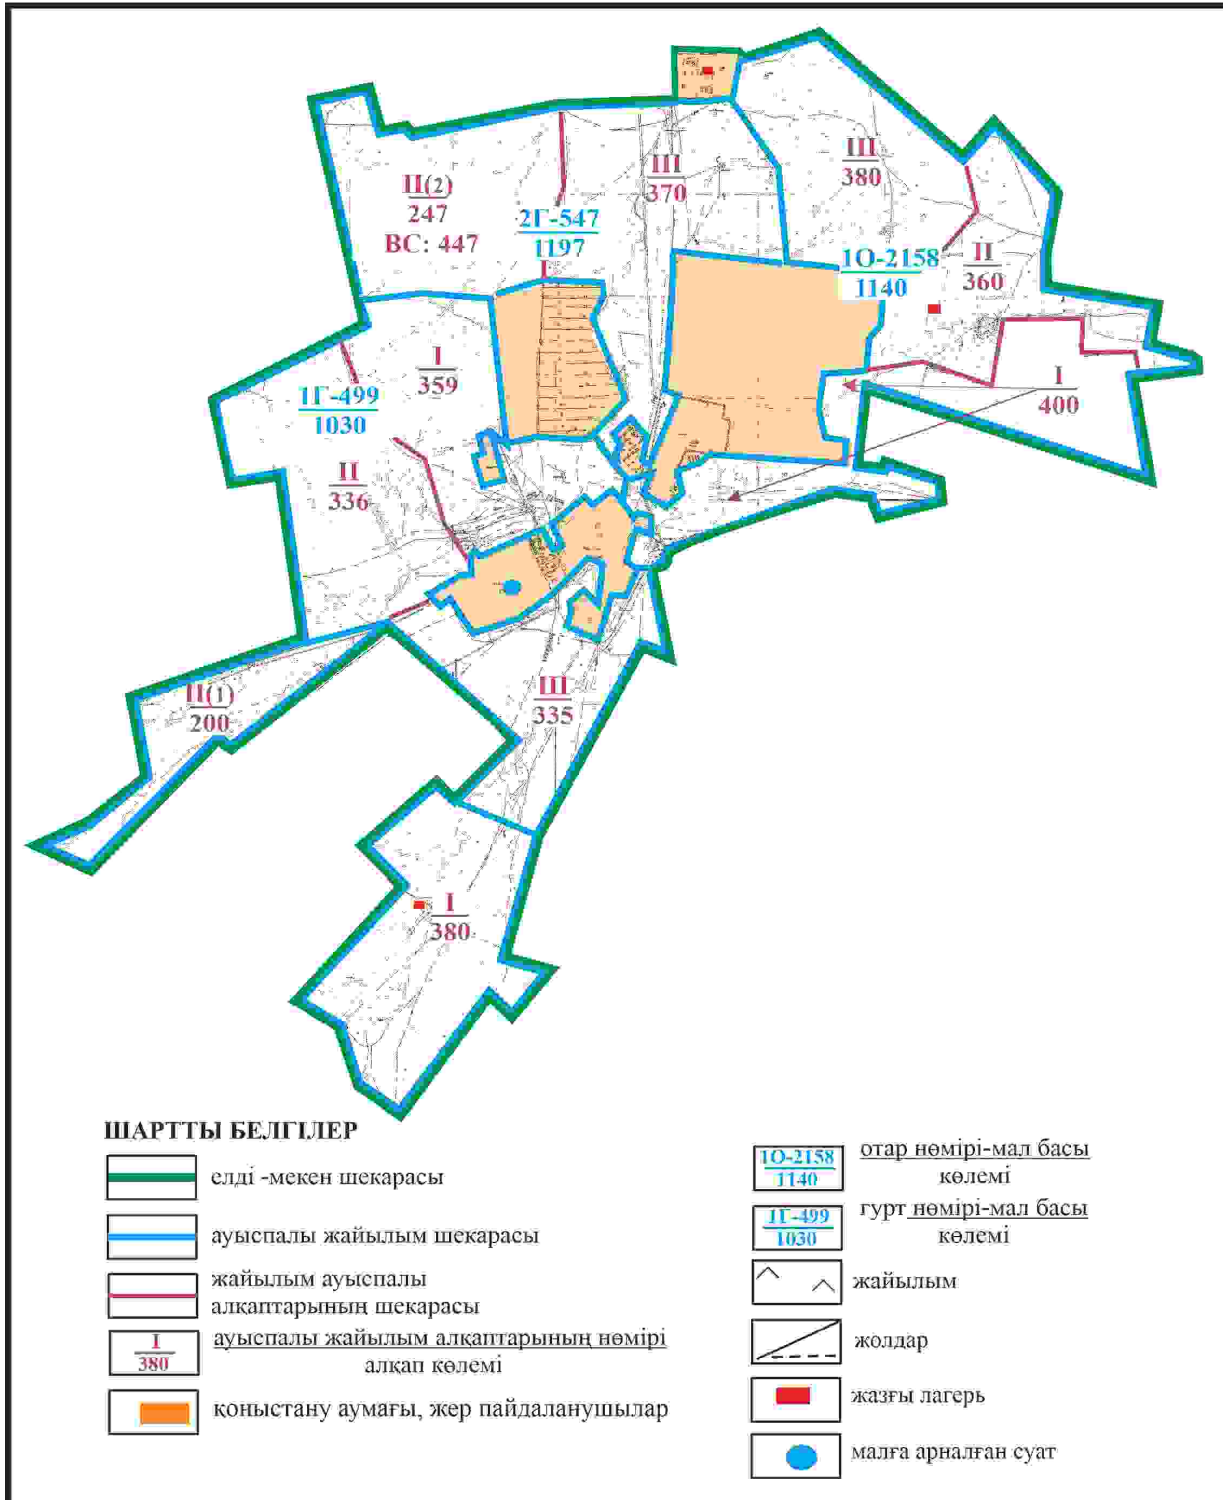 III
370
III
380
II(2)
247
ВС: 447
2Г-547
1197
I
1О-2158
1140
II
360
I
359
1Г-499
1030
I
400
II
336
II(1)
200
III
335
I
380
ШАРТТЫ БЕЛГІЛЕР
елді -мекен шекарасы
ауыспалы жайылым шекарасы
жайылым ауыспалы
алқаптарының шекарасы
I
380
ауыспалы жайылым алқаптарының нөмірі
алқап көлемі
қоныстану аумағы, жер пайдаланушылар
1О-2158
1140
отар нөмірі-мал басы
көлемі
1Г-499
1030
гурт нөмірі-мал басы
көлемі
жайылым
жолдар
жазғы лагерь
малға арналған суат